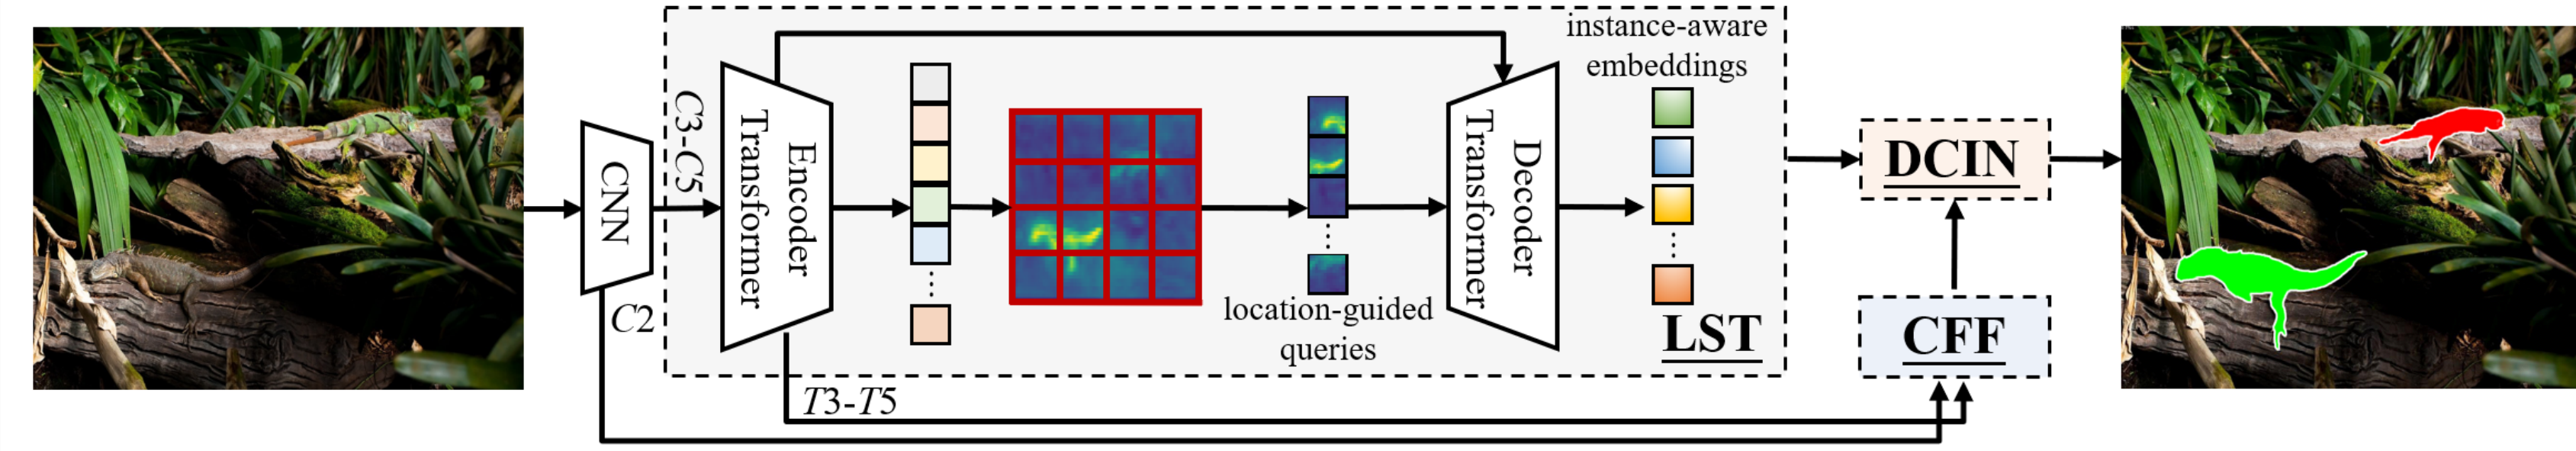 CNN
C3-C5
C2
Transformer
Encoder
T3-T5
location-guided
queries
Transformer
Decoder
instance-aware
embeddings
LST
DCIN
CFF